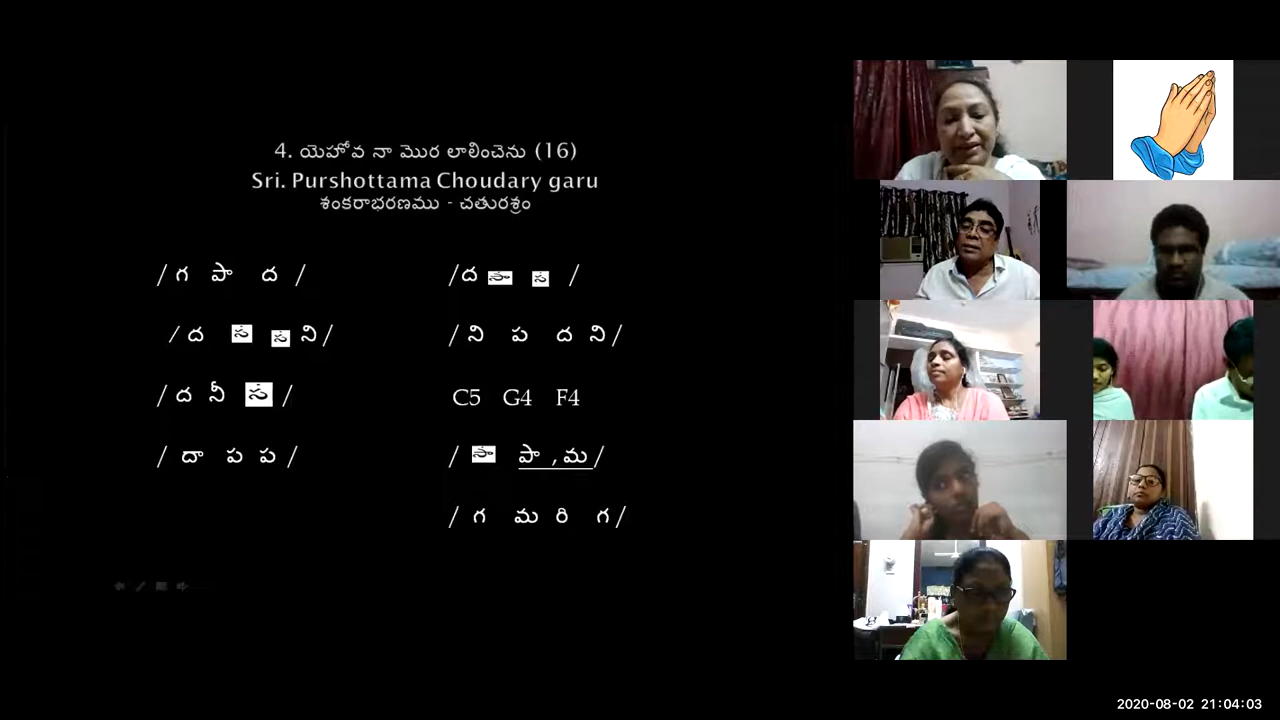 4. యెహోవ నా మొర లాలించెను (16)
Sri. Purshottama Choudary garu
శంకరాభరణము - చతురశ్రం
/ గ పా ద /
/ ద సా స /
/ ద స స ని /
/ ని ప ద ని /
/ ద నీ స /
C5 G4 F4
/ దా ప ప /
/ సా పా , మ /
/ గ మ రి గ /
2020-08-02 21:04:03